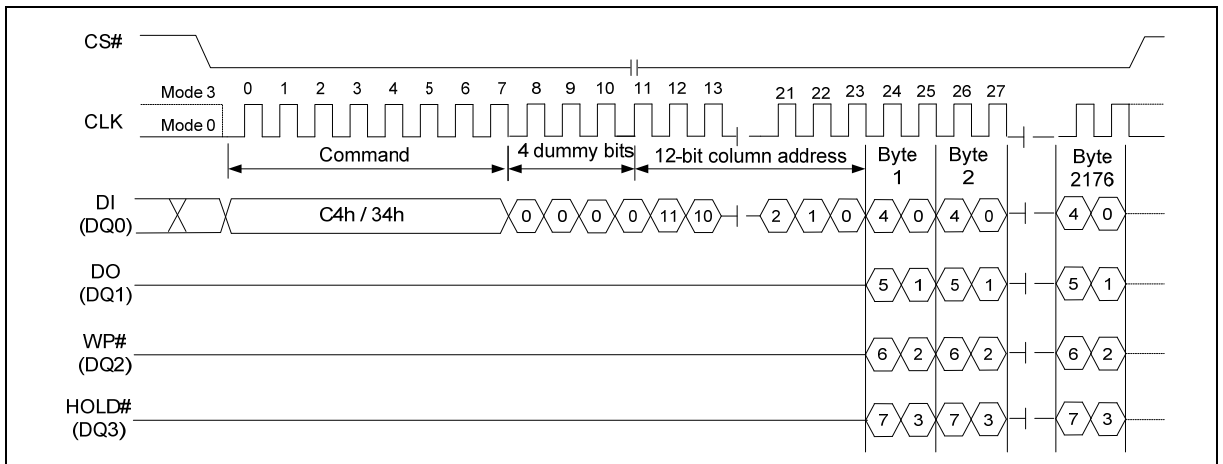 CS#
Mode 3 0 1 2 3 4 5 6 7 8 9 10 11 12 13 21 22 23 24 25 26 27
CLK Mode 0
Command 4 dummy bits 12-bit column address Byte 1 Byte 2 Byte 2176
DI (DQ0) C4h / 34h 0 0 0 0 11 10 2 1 0 4 0 4 0 4 0
DO (DQ1) 5 1 5 1 5 1
WP# (DQ2) 6 2 6 2 6 2
HOLD# (DQ3) 7 3 7 3 7 3